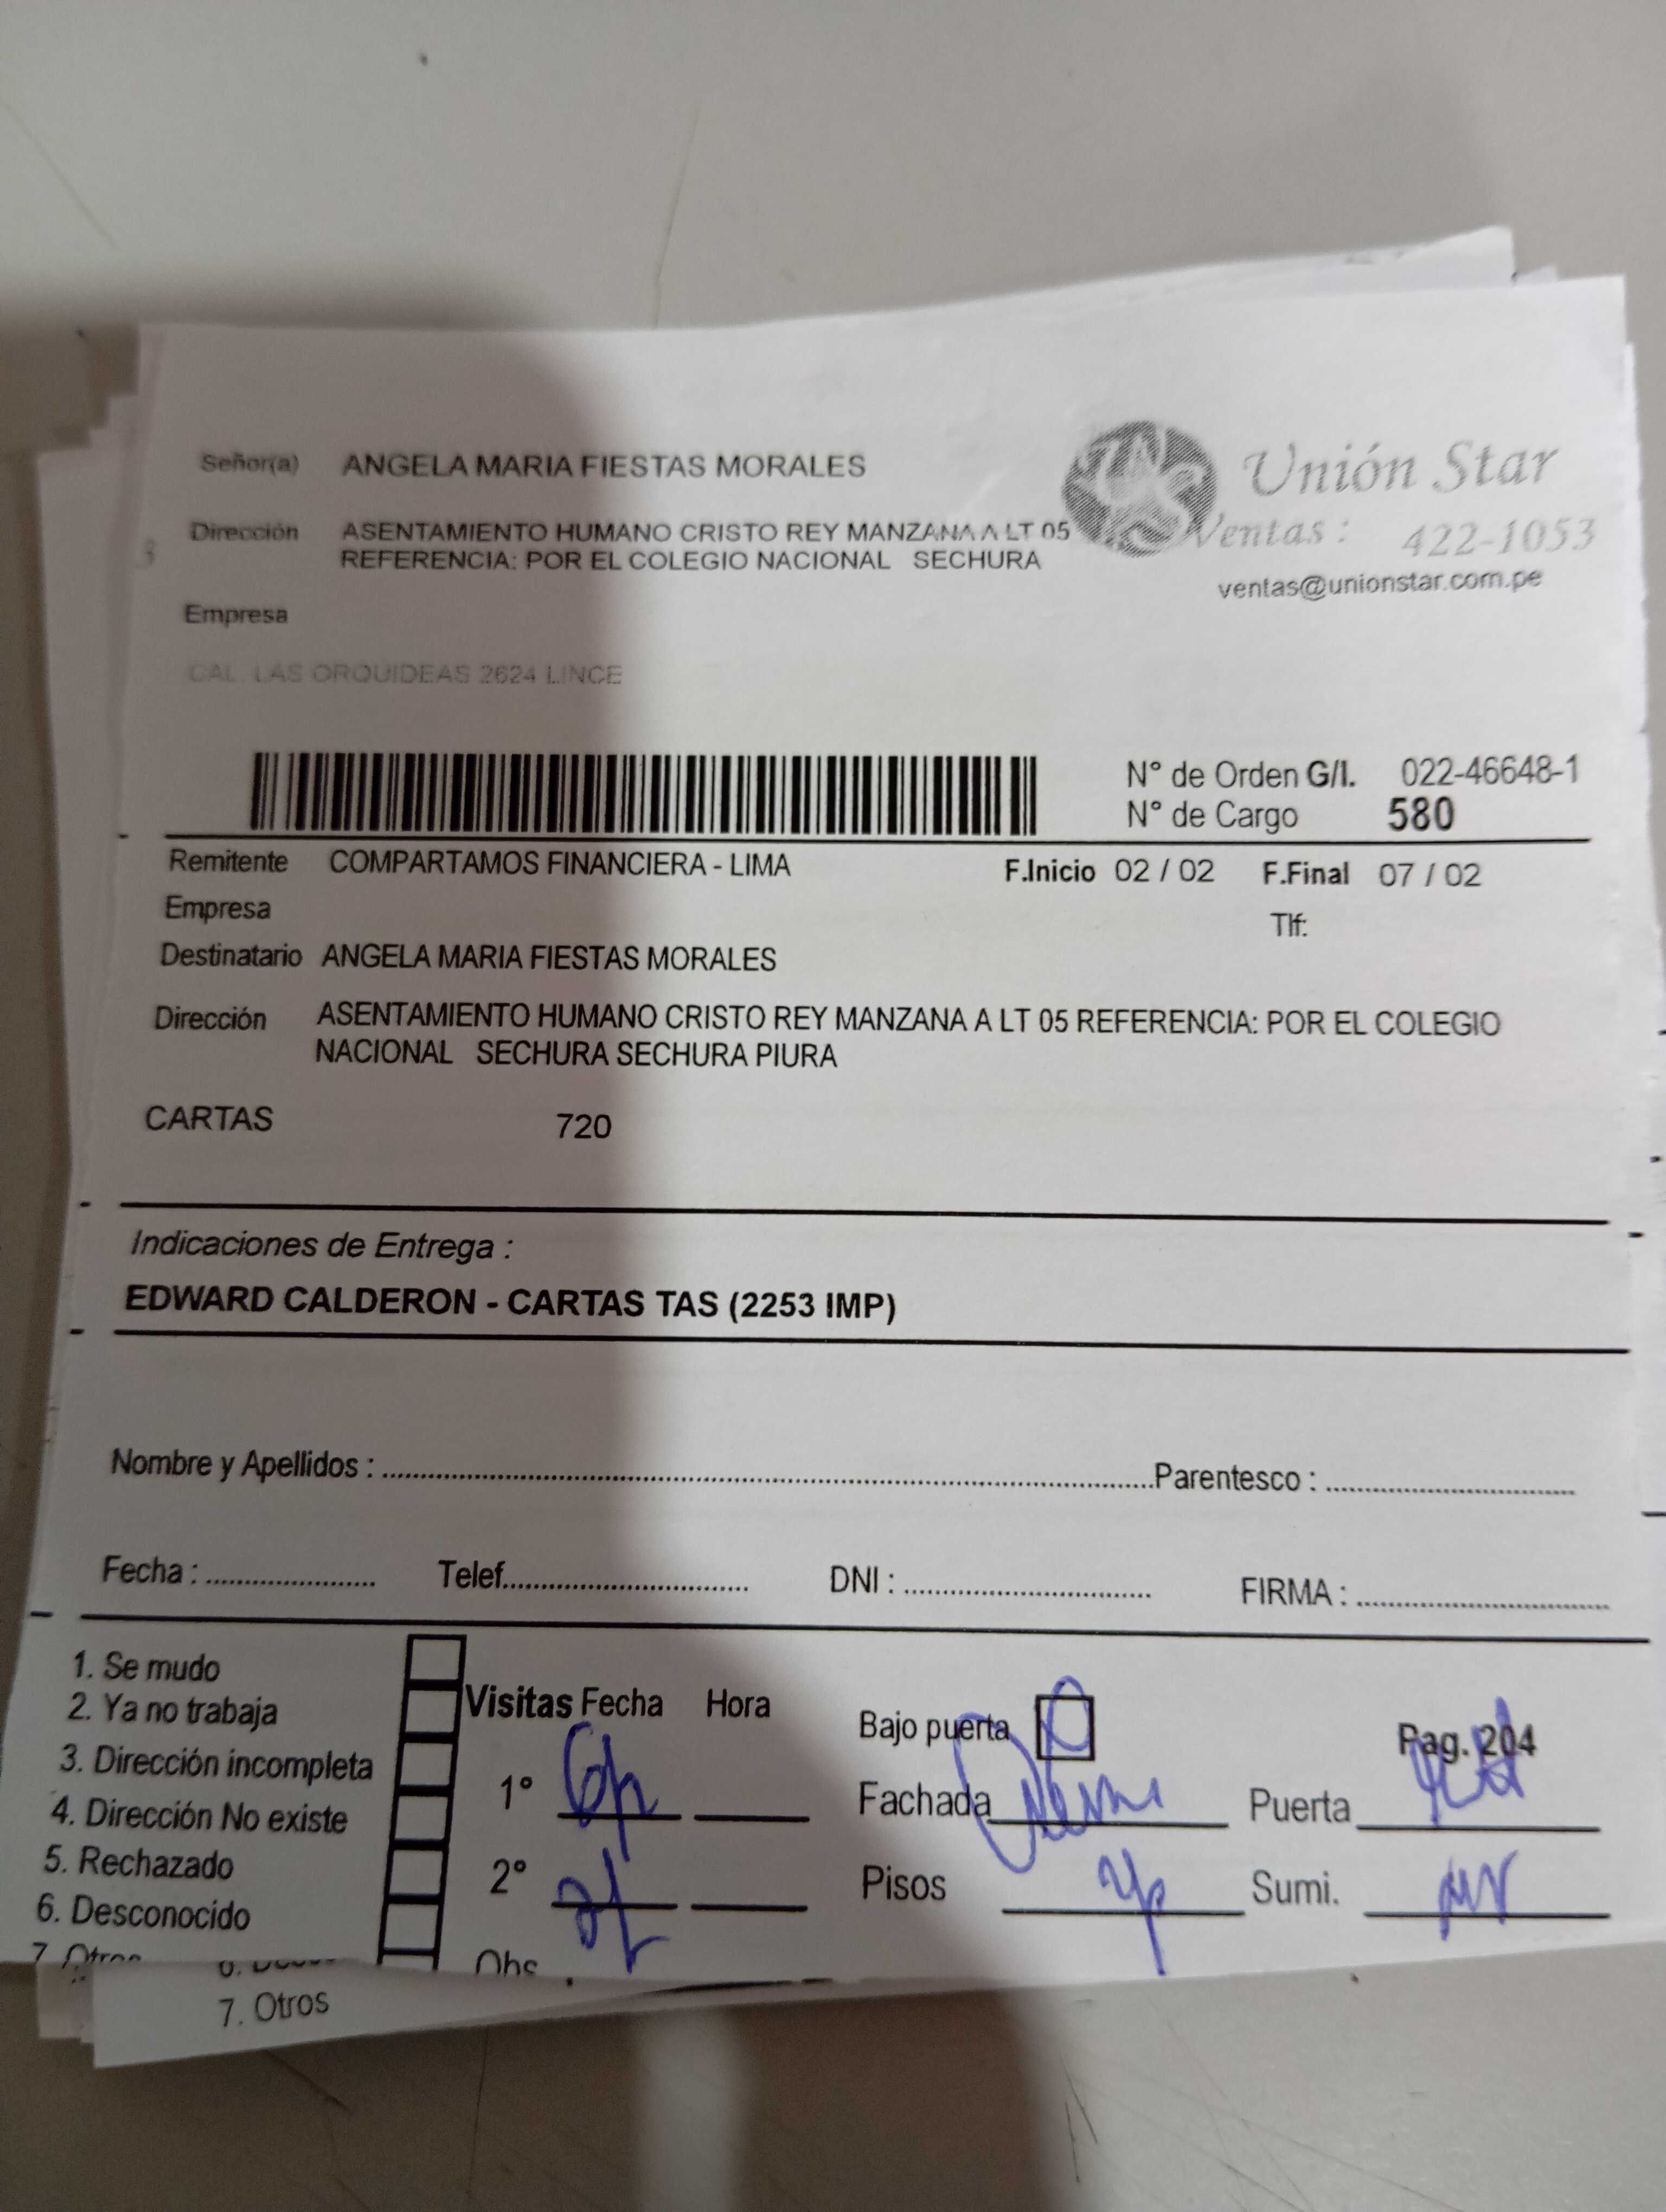 Señor(a) ANGELA MARIA FIESTAS MORALES
Unión Star
Dirección ASENTAMIENTO HUMANO CRISTO REY MANZANA A LT 05
REFERENCIA: POR EL COLEGIO NACIONAL SECHURA
Ventas : 422-1053
ventas@unionstar.com.pe
Empresa
CAL. LAS ORQUIDEAS 2624 LINCE
N° de Orden G/I. 022-46648-1
N° de Cargo 580
Remitente COMPARTAMOS FINANCIERA - LIMA F.Inicio 02 / 02 F.Final 07 / 02
Empresa Tlf:
Destinatario ANGELA MARIA FIESTAS MORALES
Dirección ASENTAMIENTO HUMANO CRISTO REY MANZANA A LT 05 REFERENCIA: POR EL COLEGIO
NACIONAL SECHURA SECHURA PIURA
CARTAS 720
Indicaciones de Entrega :
EDWARD CALDERON - CARTAS TAS (2253 IMP)
Nombre y Apellidos : Parentesco :
Fecha : Telef. DNI : FIRMA :
1. Se mudo
2. Ya no trabaja
3. Dirección incompleta
4. Dirección No existe
5. Rechazado
6. Desconocido
7. Otros
Visitas Fecha Hora
1°
2°
Obs
Bajo puerta Pag. 204
Fachada Puerta
Pisos Sumi.
7. Otros